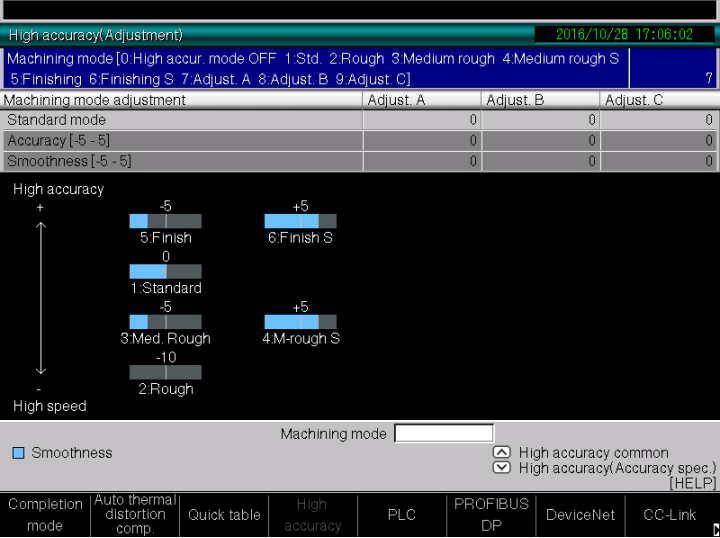 High accuracy(Adjustment)
2016/10/28 17:06:02
Machining mode [0:High accur. mode OFF 1:Std. 2:Rough 3:Medium rough 4:Medium rough S
5:Finishing 6:Finishing S 7:Adjust. A 8:Adjust. B 9:Adjust. C]
7
Machining mode adjustment Adjust. A Adjust. B Adjust. C
Standard mode 0 0 0
Accuracy [-5 - 5] 0 0 0
Smoothness [-5 - 5] 0 0 0
High accuracy
+
-5 +5
5:Finish 6:Finish S
0
1:Standard
-5 +5
3:Med. Rough 4:M-rough S
-10
2:Rough
-
High speed
Machining mode
Smoothness
High accuracy common
High accuracy(Accuracy spec.)
[HELP]
Completion mode
Auto thermal distortion comp.
Quick table
High accuracy
PLC
PROFIBUS DP
DeviceNet
CC-Link